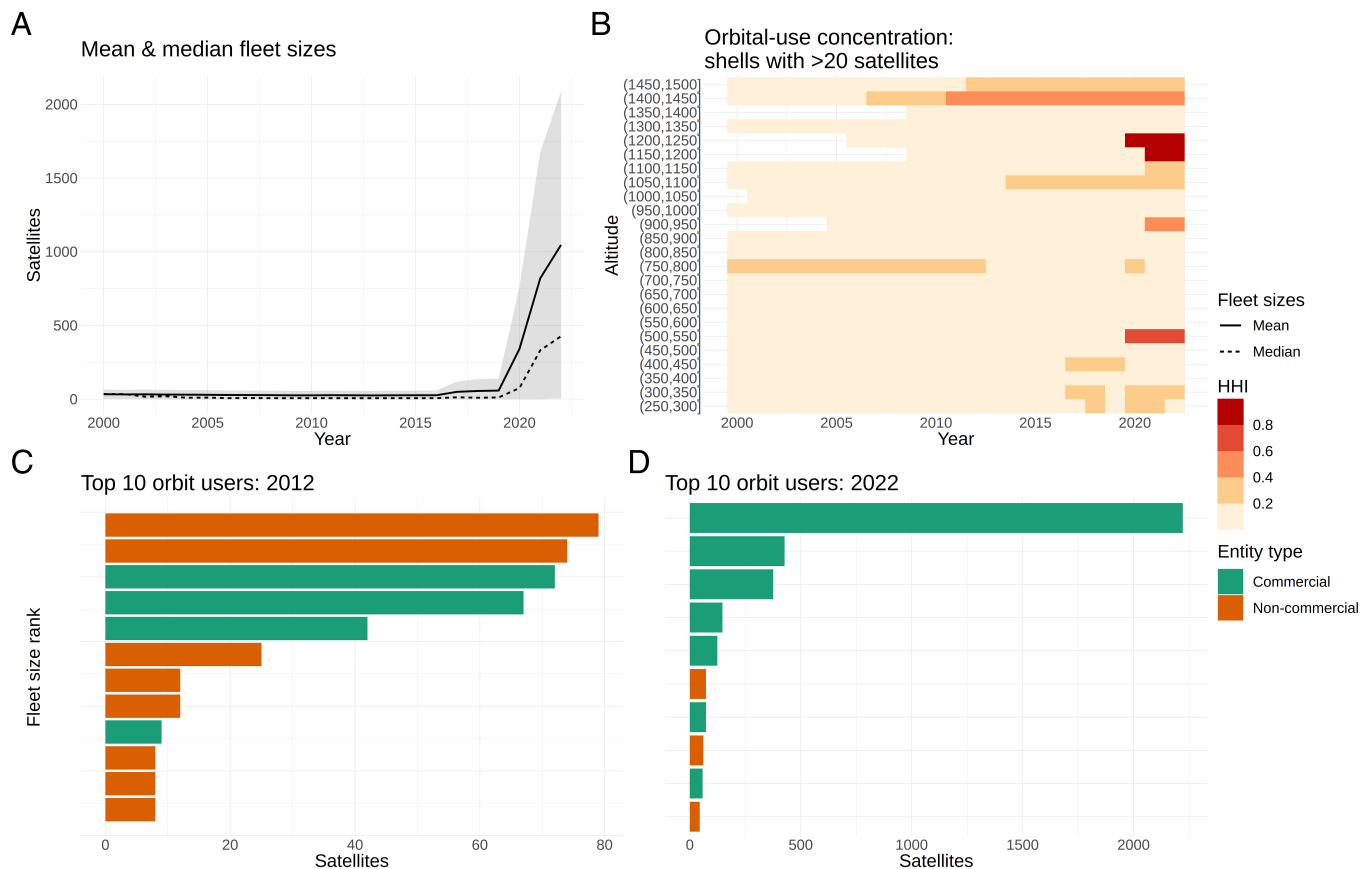 A
Mean & median fleet sizes
Satellites
2000
1500
1000
500
0
2000
2005
2010
2015
2020
Year
B
Orbital-use concentration:
shells with >20 satellites
Altitude
(1450,1500]
(1400,1450]
(1350,1400]
(1300,1350]
(1200,1250]
(1150,1200]
(1100,1150]
(1050,1100]
(1000,1050]
(950,1000]
(900,950]
(850,900]
(800,850]
(750,800]
(700,750]
(650,700]
(600,650]
(550,600]
(500,550]
(450,500]
(400,450]
(350,400]
(300,350]
(250,300]
2000
2005
2010
2015
2020
Year
Fleet sizes
Mean
Median
HHI
0.8
0.6
0.4
0.2
Entity type
Commercial
Non-commercial
C
Top 10 orbit users: 2012
Fleet size rank
0
20
40
60
80
Satellites
D
Top 10 orbit users: 2022
0
500
1000
1500
2000
Satellites